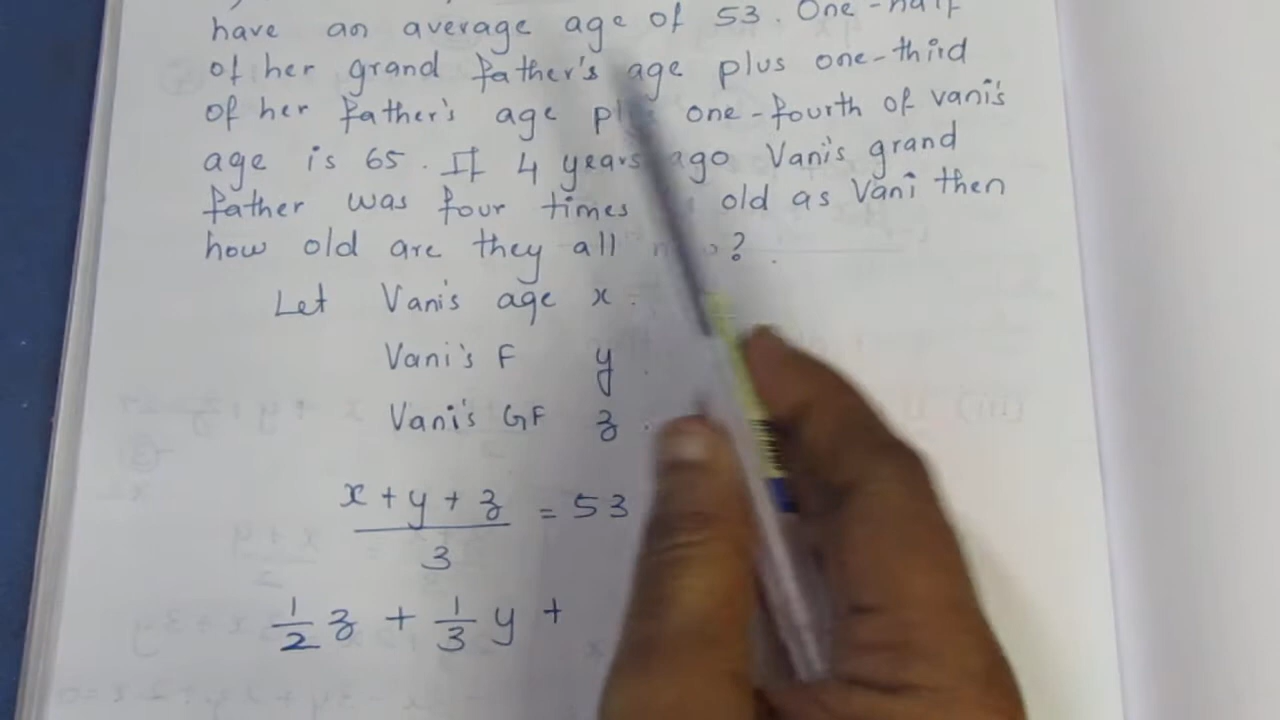 have an average age of 53. One-half
of her grand father's age plus one-third
of her father's age one-fourth of vani's
age is 65. If 4 years ago Vani's grand
father was four times old as Vani then
how old are they all ?
Let Vani's age x.
Vani's F y.
Vani's GF z.
x+y+z/3 = 53
1/2 z + 1/3 y +